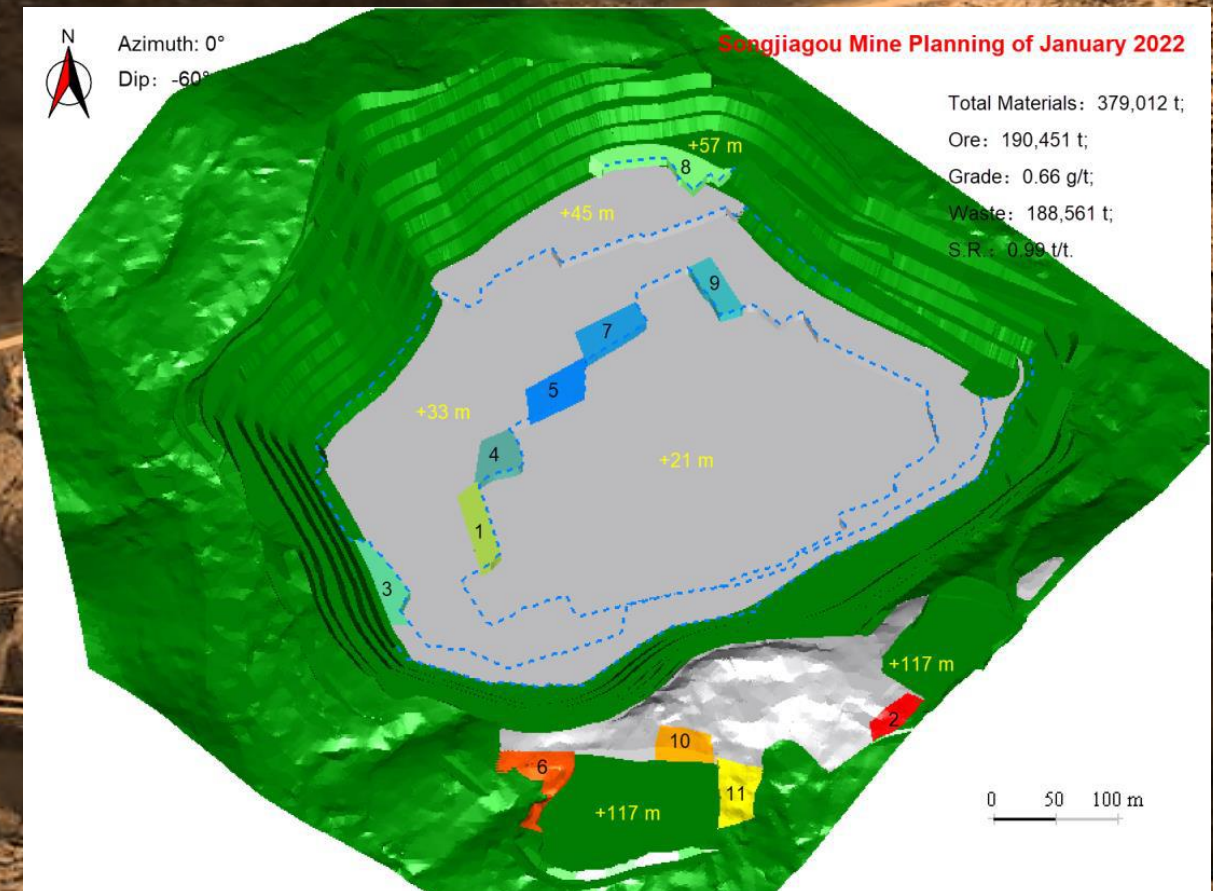 N
Azimuth: 0°
Dip: -60°
Songjiagou Mine Planning of January 2022
Total Materials: 379,012 t;
Ore: 190,451 t;
Grade: 0.66 g/t;
Waste: 188,561 t;
S.R.: 0.99 t/t.
+57 m
8
+45 m
9
7
5
+33 m
4
+21 m
1
3
+117 m
2
10
6
11
+117 m
0 50 100 m